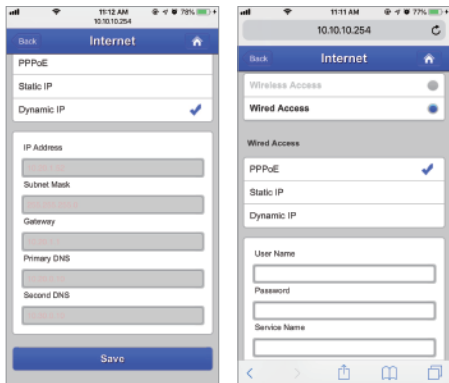 11:12 AM
78%
10.10.10.254
Back
Internet
PPPoE
Static IP
Dynamic IP
IP Address
Subnet Mask
Gateway
Primary DNS
Second DNS
Save
11:11 AM
77%
10.10.10.254
Back
Internet
Wireless Access
Wired Access
Wired Access
PPPoE
Static IP
Dynamic IP
User Name
Password
Service Name